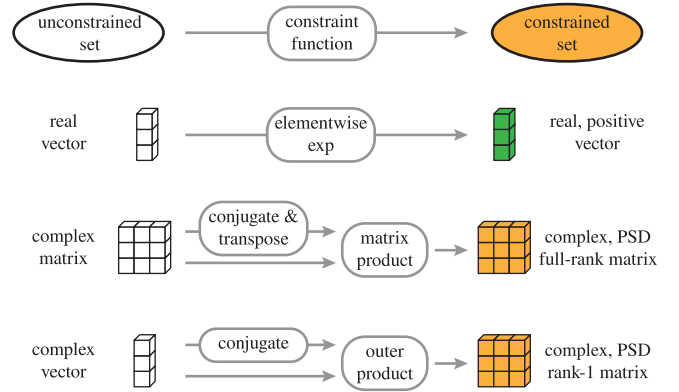 unconstrained
set
constraint
function
constrained
set
real
vector
elementwise
exp
real, positive
vector
complex
matrix
conjugate &
transpose
matrix
product
complex, PSD
full-rank matrix
complex
vector
conjugate
outer
product
complex, PSD
rank-1 matrix